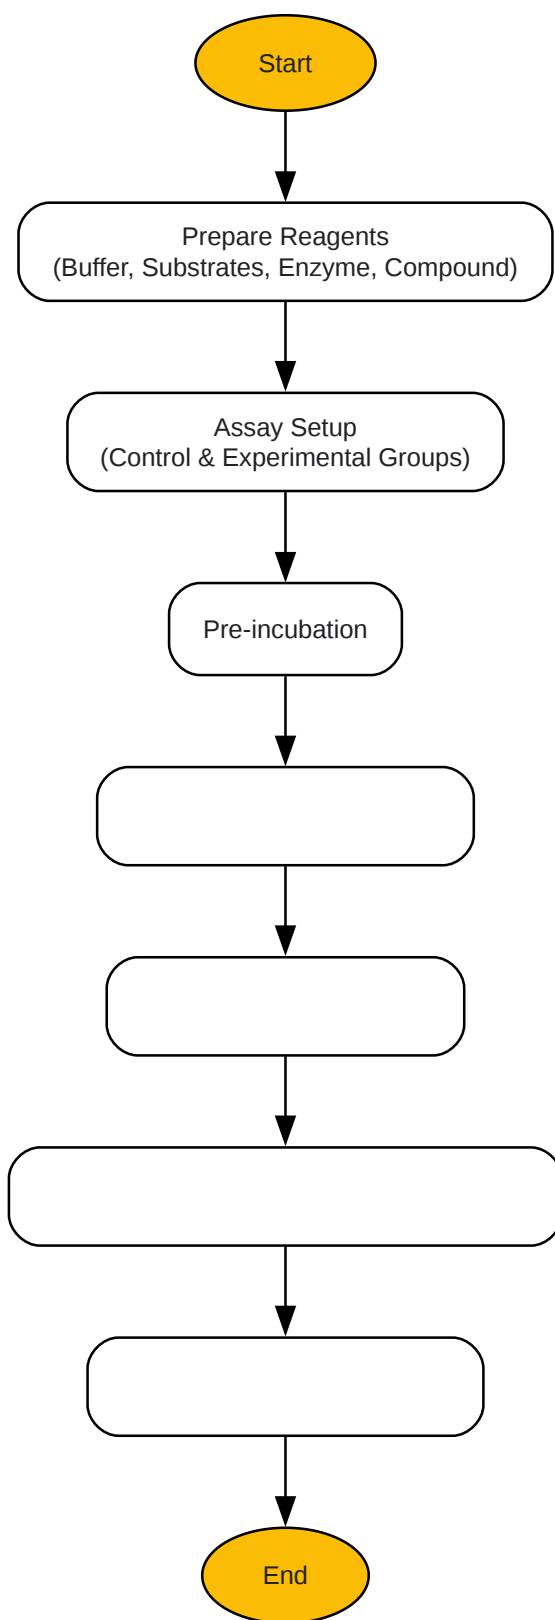 Start
Prepare Reagents
(Buffer, Substrates, Enzyme, Compound)
Assay Setup
(Control & Experimental Groups)
Pre-incubation
End